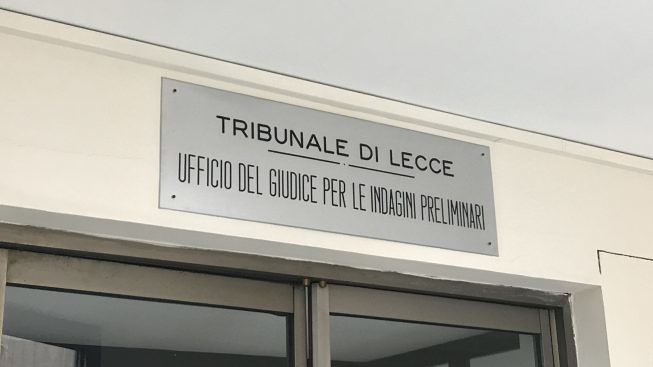 TRIBUNALE DI LECCE
UFFICIO DEL GIUDICE PER LE INDAGINI PRELIMINARI